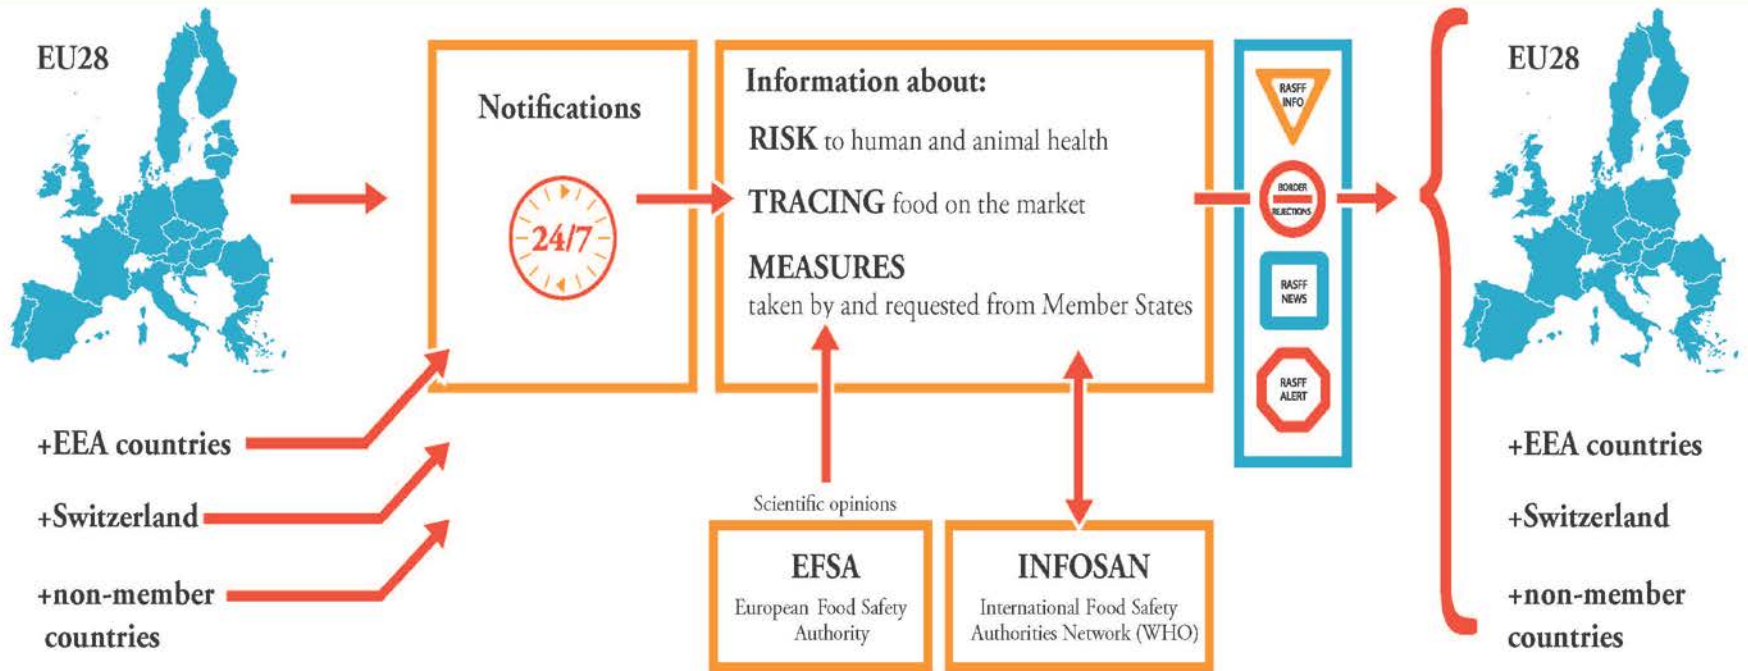 EU28
+EEA countries
+Switzerland
+non-member
countries
Notifications
24/7
Information about:
RISK to human and animal health
TRACING food on the market
MEASURES
taken by and requested from Member States
Scientific opinions
EFSA
European Food Safety
Authority
INFOSAN
International Food Safety
Authorities Network (WHO)
RASFF
INFO
BORDER
REJECTIONS
RASFF
NEWS
RASFF
ALERT
EU28
+EEA countries
+Switzerland
+non-member
countries